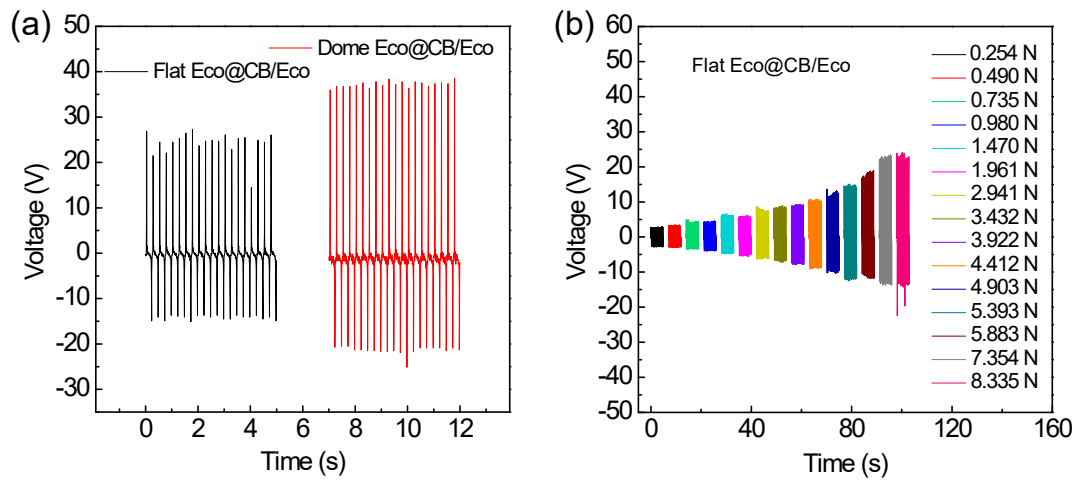 (a)
50
40
30
20
10
0
-10
-20
-30
Voltage (V)
Dome Eco@CB/Eco
Flat Eco@CB/Eco
0 2 4 6 8 10 12
Time (s)
(b)
60
50
40
30
20
10
0
-10
-20
-30
-40
-50
Voltage (V)
Flat Eco@CB/Eco
0.254 N
0.490 N
0.735 N
0.980 N
1.470 N
1.961 N
2.941 N
3.432 N
3.922 N
4.412 N
4.903 N
5.393 N
5.883 N
7.354 N
8.335 N
0 40 80 120 160
Time (s)